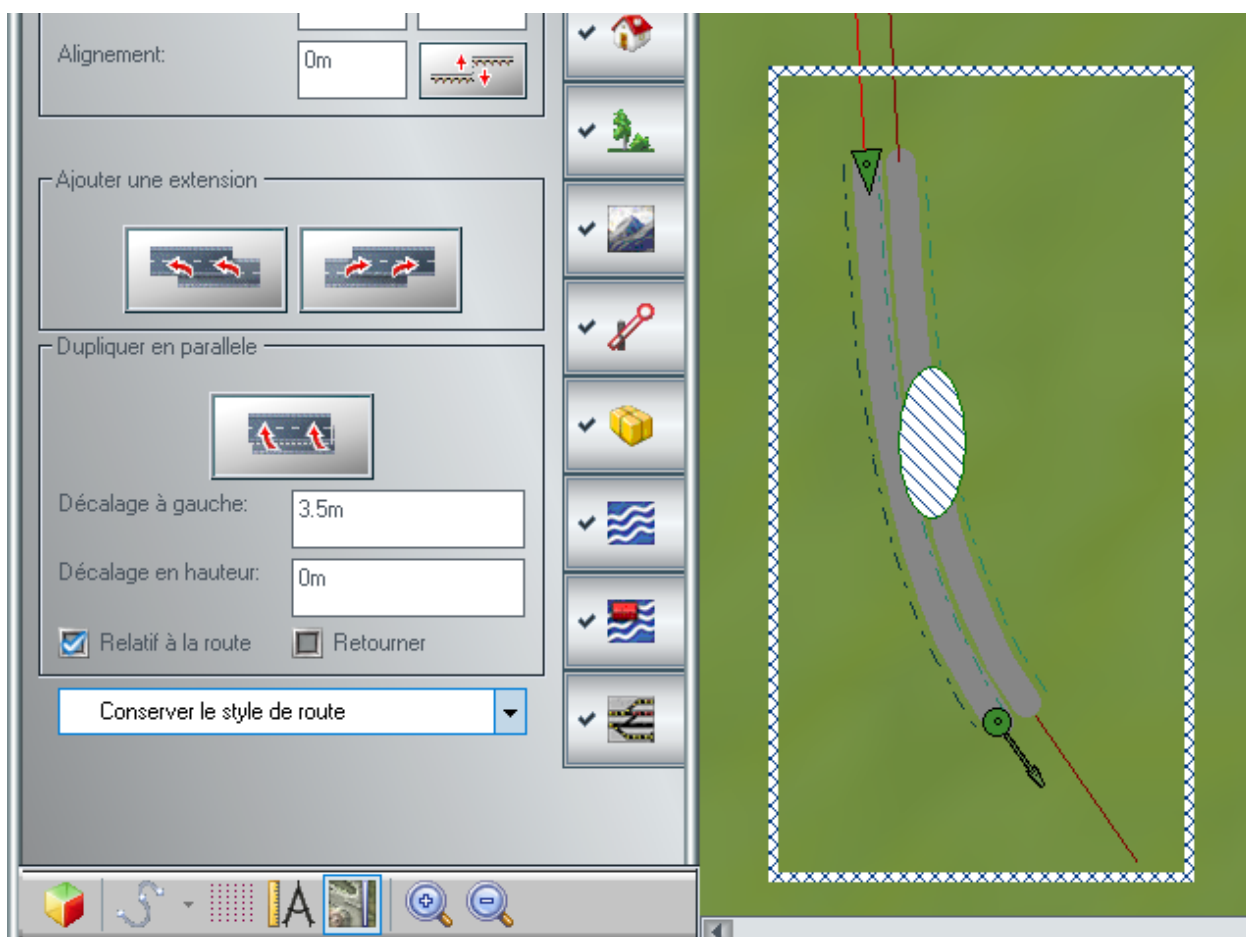 Alignement:
0m
Ajouter une extension
Dupliquer en parallele
Décalage à gauche:
3.5m
Décalage en hauteur:
0m
Relatif à la route
Retourner
Conserver le style de route